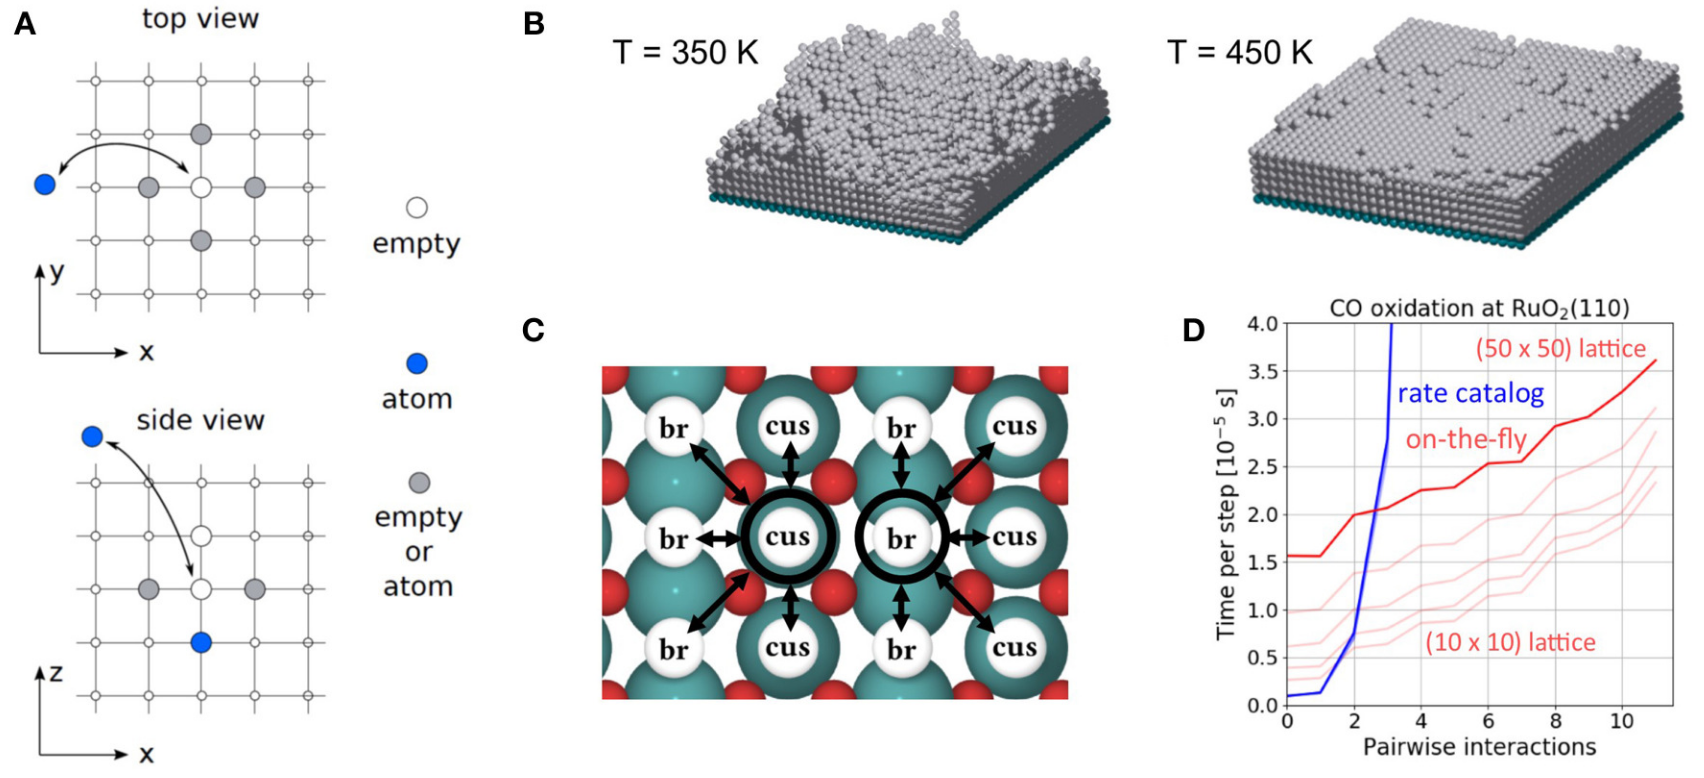 A
top view
y
x
empty
atom
side view
empty
or
atom
z
x
B
T = 350 K
T = 450 K
C
br cus br cus
br cus br cus
br cus br cus
D
CO oxidation at RuO₂(110)
(50 x 50) lattice
rate catalog
on-the-fly
(10 x 10) lattice
Time per step [10⁻⁵ s]
4.0
3.5
3.0
2.5
2.0
1.5
1.0
0.5
0.0
0 2 4 6 8 10
Pairwise interactions